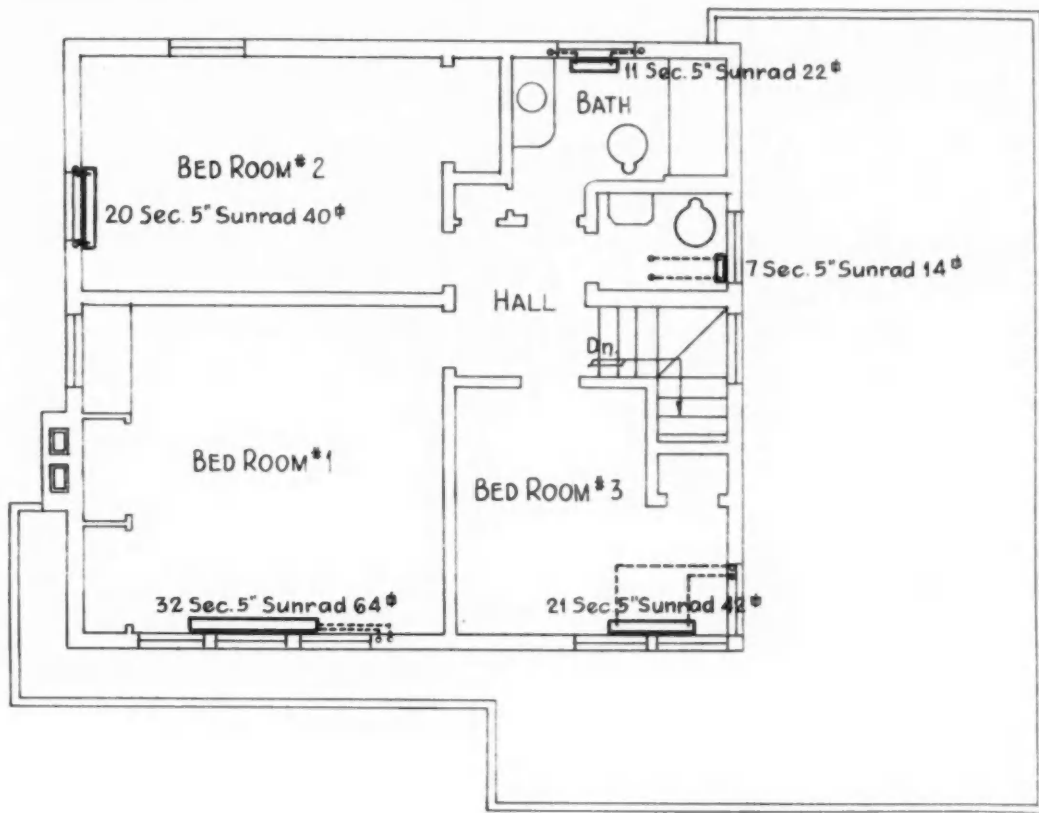 11 Sec. 5" Sunrad 22⌽
BATH
BED ROOM #2
20 Sec. 5" Sunrad 40⌽
7 Sec. 5" Sunrad 14⌽
HALL
Dn.
BED ROOM #1
BED ROOM #3
32 Sec. 5" Sunrad 64⌽
21 Sec. 5" Sunrad 42⌽